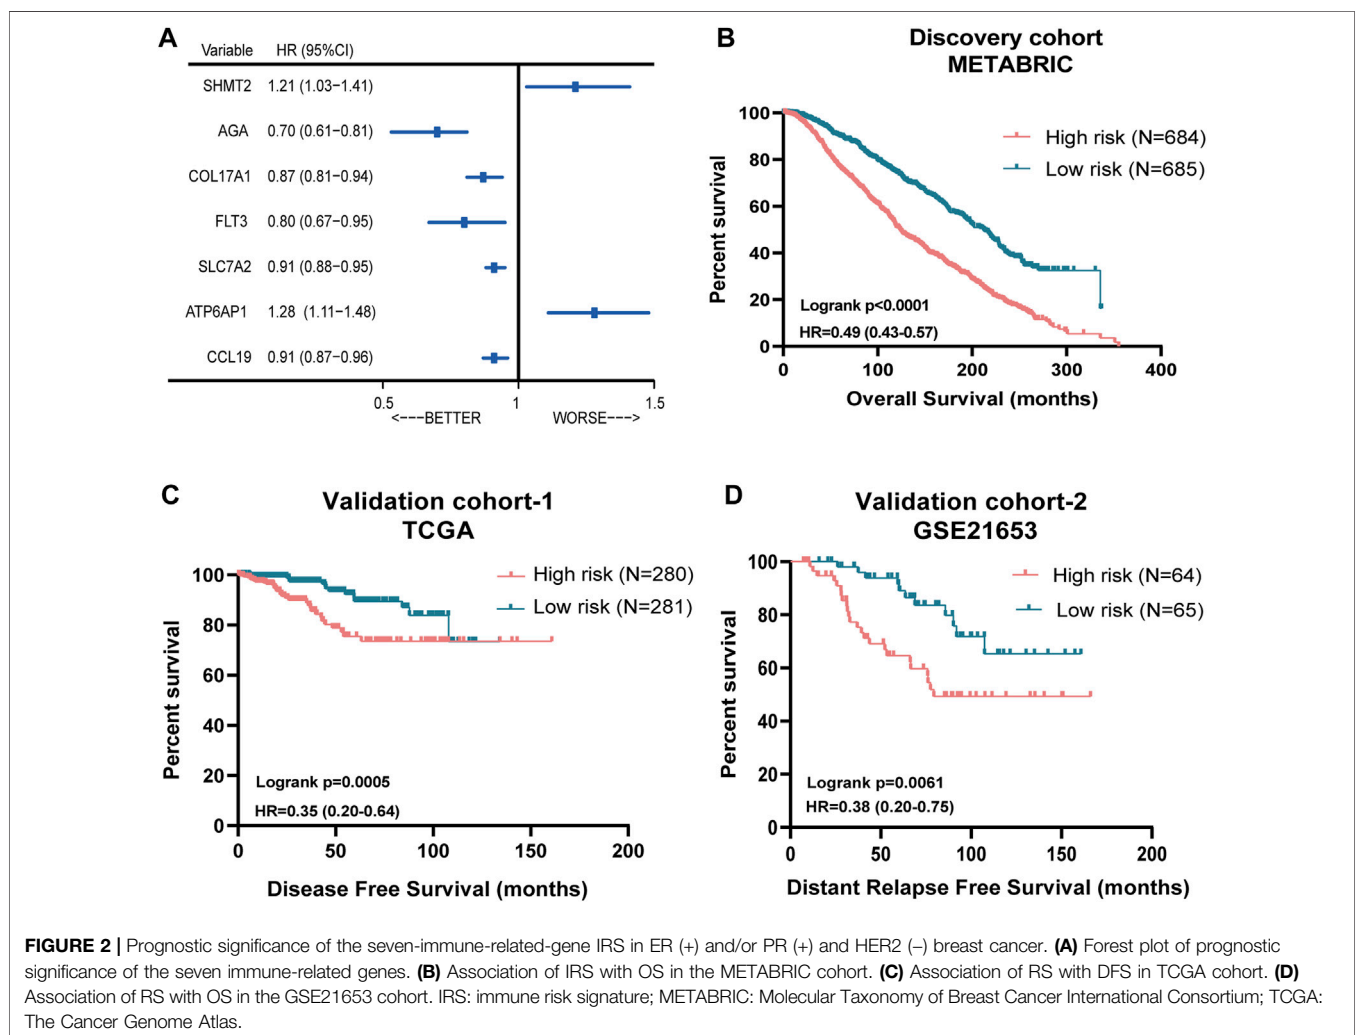 A
Variable HR (95%CI)
SHMT2 1.21 (1.03−1.41)
AGA 0.70 (0.61−0.81)
COL17A1 0.87 (0.81−0.94)
FLT3 0.80 (0.67−0.95)
SLC7A2 0.91 (0.88−0.95)
ATP6AP1 1.28 (1.11−1.48)
CCL19 0.91 (0.87−0.96)
0.5 1 1.5
<---BETTER WORSE--->
B
Discovery cohort
METABRIC
High risk (N=684)
Low risk (N=685)
Percent survival
100
80
60
40
20
0
Logrank p<0.0001
HR=0.49 (0.43-0.57)
0 100 200 300 400
Overall Survival (months)
C
Validation cohort-1
TCGA
High risk (N=280)
Low risk (N=281)
Percent survival
100
80
60
40
20
0
Logrank p=0.0005
HR=0.35 (0.20-0.64)
0 50 100 150 200
Disease Free Survival (months)
D
Validation cohort-2
GSE21653
High risk (N=64)
Low risk (N=65)
Percent survival
100
80
60
40
20
0
Logrank p=0.0061
HR=0.38 (0.20-0.75)
0 50 100 150 200
Distant Relapse Free Survival (months)
FIGURE 2 | Prognostic significance of the seven-immune-related-gene IRS in ER (+) and/or PR (+) and HER2 (−) breast cancer. (A) Forest plot of prognostic
significance of the seven immune-related genes. (B) Association of IRS with OS in the METABRIC cohort. (C) Association of RS with DFS in TCGA cohort. (D)
Association of RS with OS in the GSE21653 cohort. IRS: immune risk signature; METABRIC: Molecular Taxonomy of Breast Cancer International Consortium; TCGA:
The Cancer Genome Atlas.